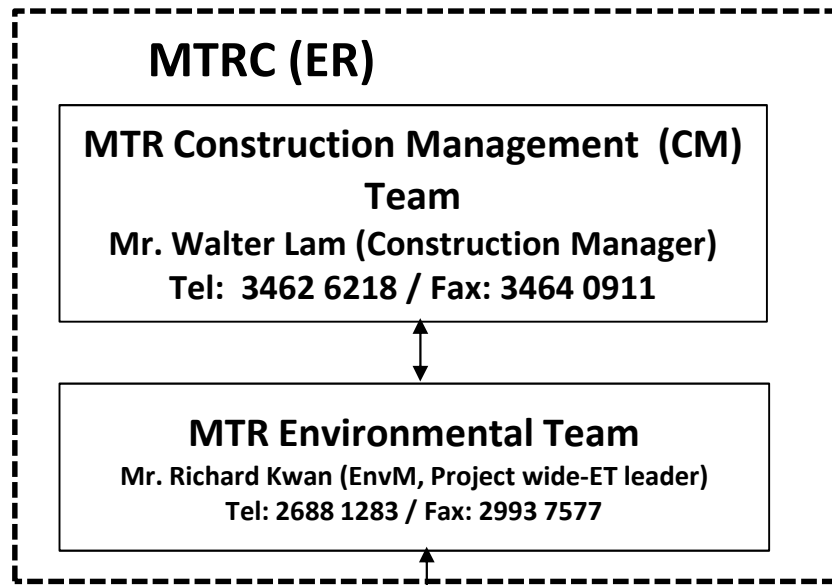 MTRC (ER)
MTR Construction Management (CM)
Team
Mr. Walter Lam (Construction Manager)
Tel: 3462 6218 / Fax: 3464 0911
MTR Environmental Team
Mr. Richard Kwan (EnvM, Project wide-ET leader)
Tel: 2688 1283 / Fax: 2993 7577